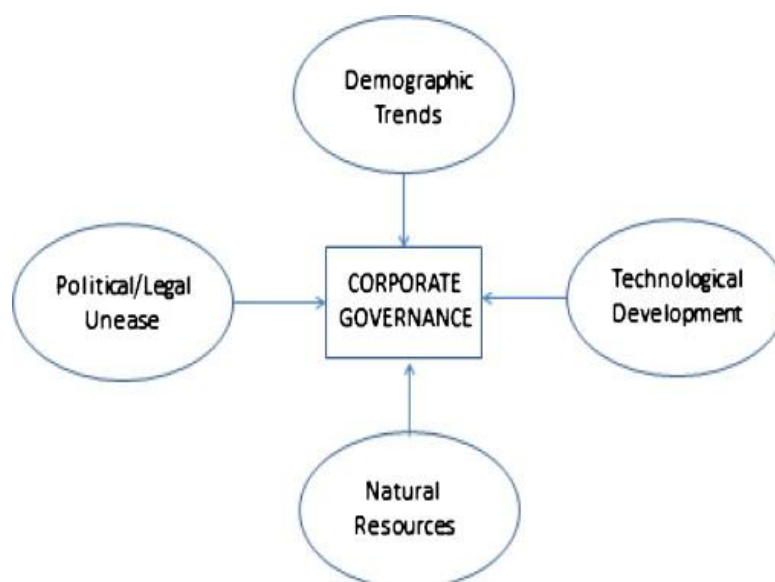 Demographic
Trends
Political/Legal
Unease
CORPORATE
GOVERNANCE
Technological
Development
Natural
Resources